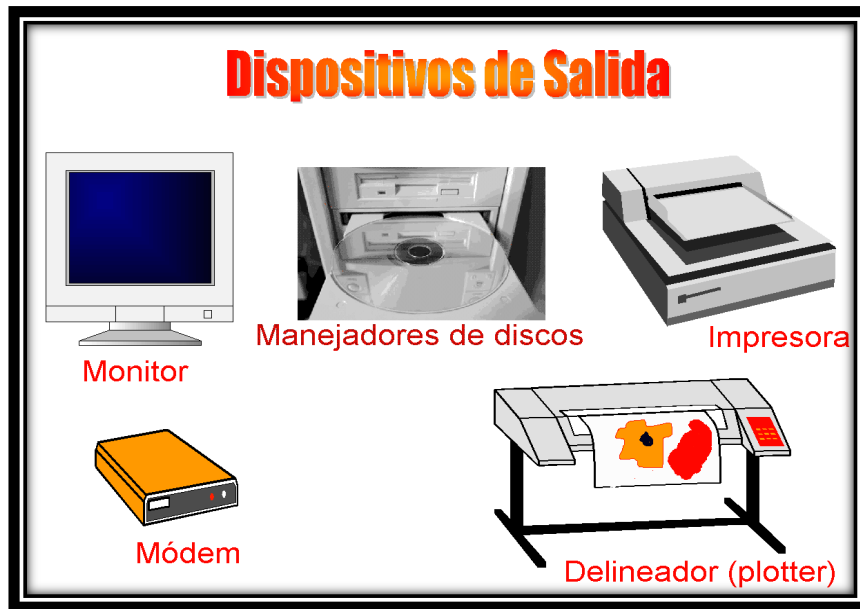 Dispositivos de Salida
Monitor
Manejadores de discos
Impresora
Módem
Delineador (plotter)